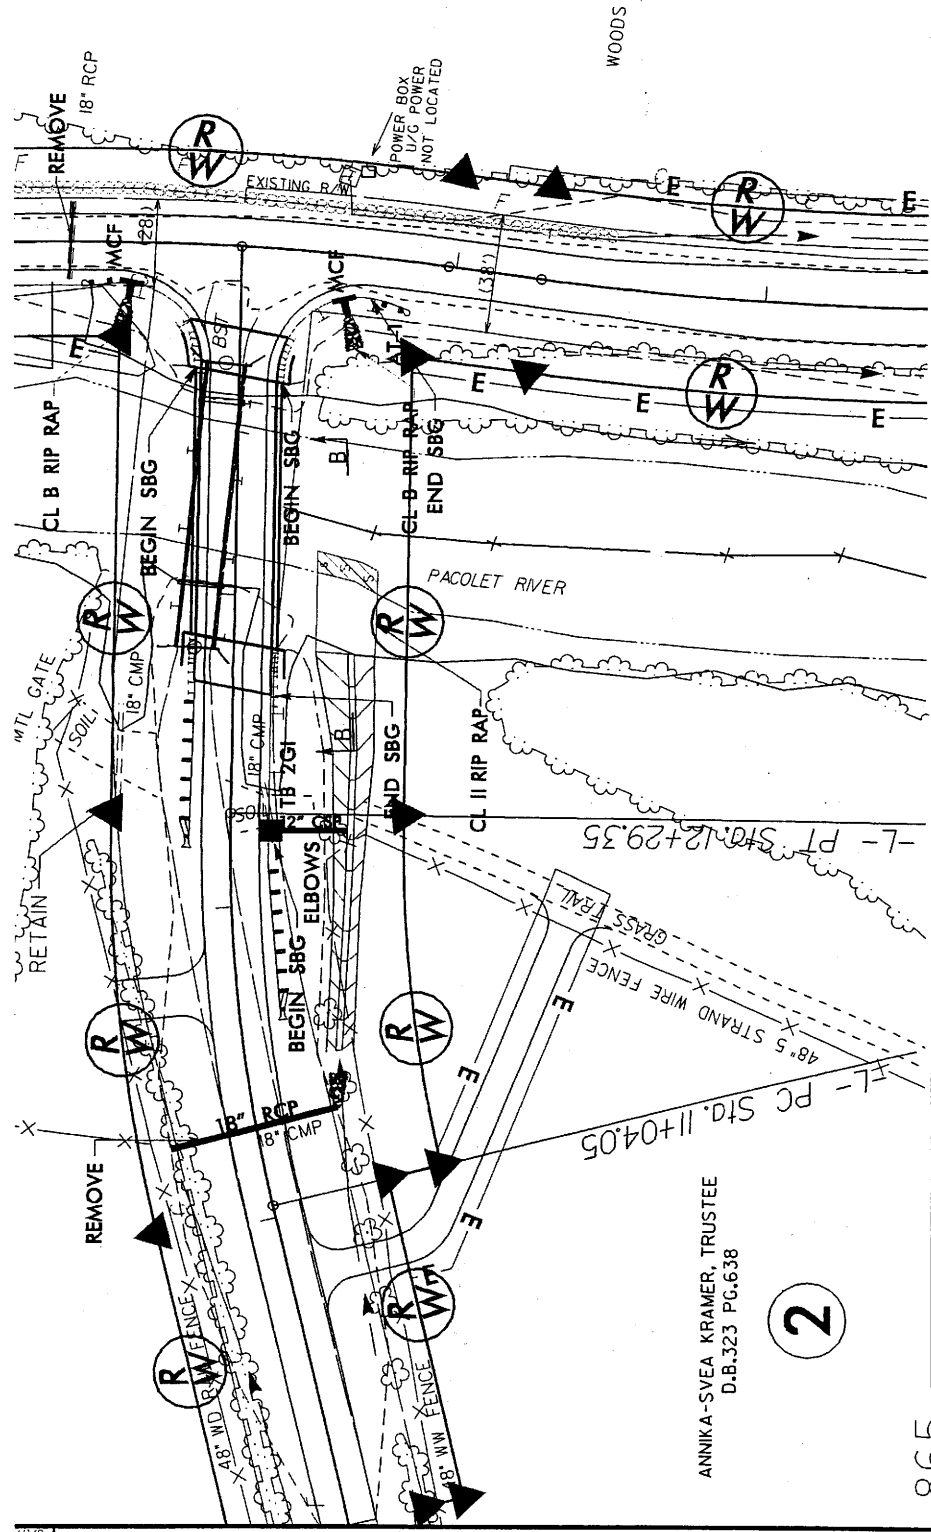 WOODS
18" RCP
REMOVE
POWER BOX
U/G POWER
NOT LOCATED
R/W
EXISTING R/W
F
F
E
R/W
E
(28')
MCF
MCF
(38')
BST
E
AT-1
E
R/W
E
E
CL B RIP RAP
BEGIN SBG
BEGIN SBG
B
CL B RIP RAP
END SBG
PACOLET RIVER
R/W
R/W
MTL GATE
(SOIL)
18" CMP
18" CMP
TB 2GI
B
END SBG
CL II RIP RAP
RETAIN
ELBOWS
BEGIN SBG
-L- PT Sta. 12+29.35
GRASS TRAIL
48" 5 STRAND WIRE FENCE
R/W
R/W
E
E
-L- PC Sta. 11+04.05
18" RCP
18" CMP
REMOVE
E
E
R/W
R/W
48" WW FENCE
ANNIKA-SVEA KRAMER, TRUSTEE
D.B.323 PG.638
2